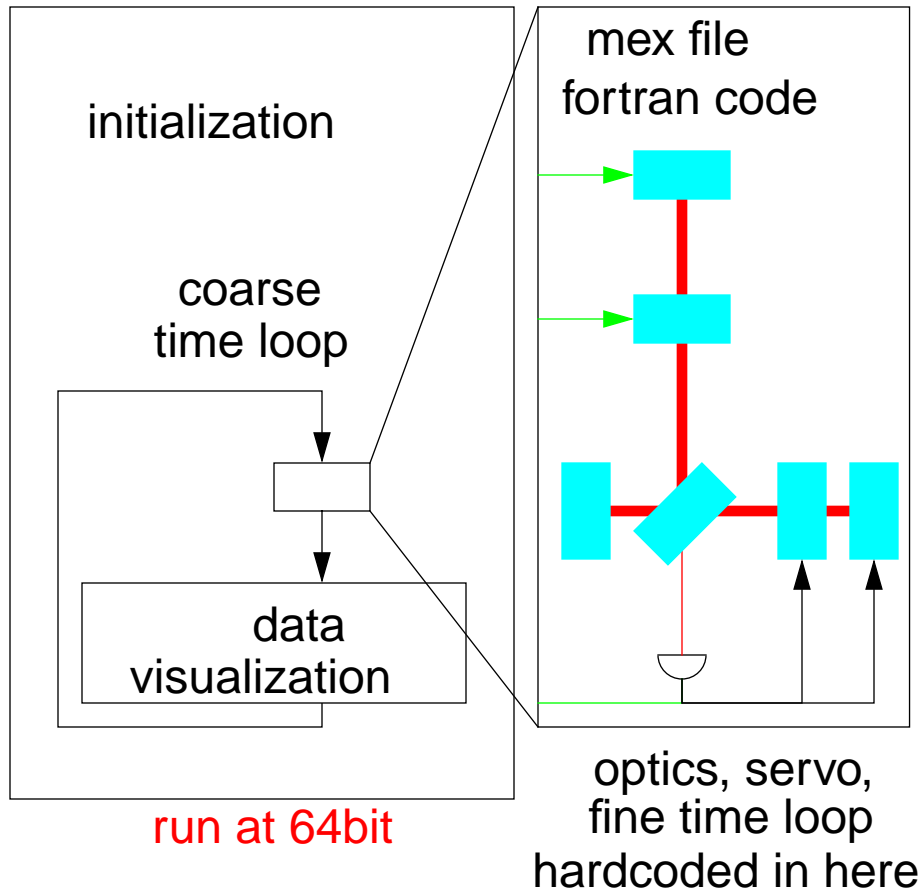 initialization
coarse
time loop
data
visualization
run at 64bit
mex file
fortran code
optics, servo,
fine time loop
hardcoded in here